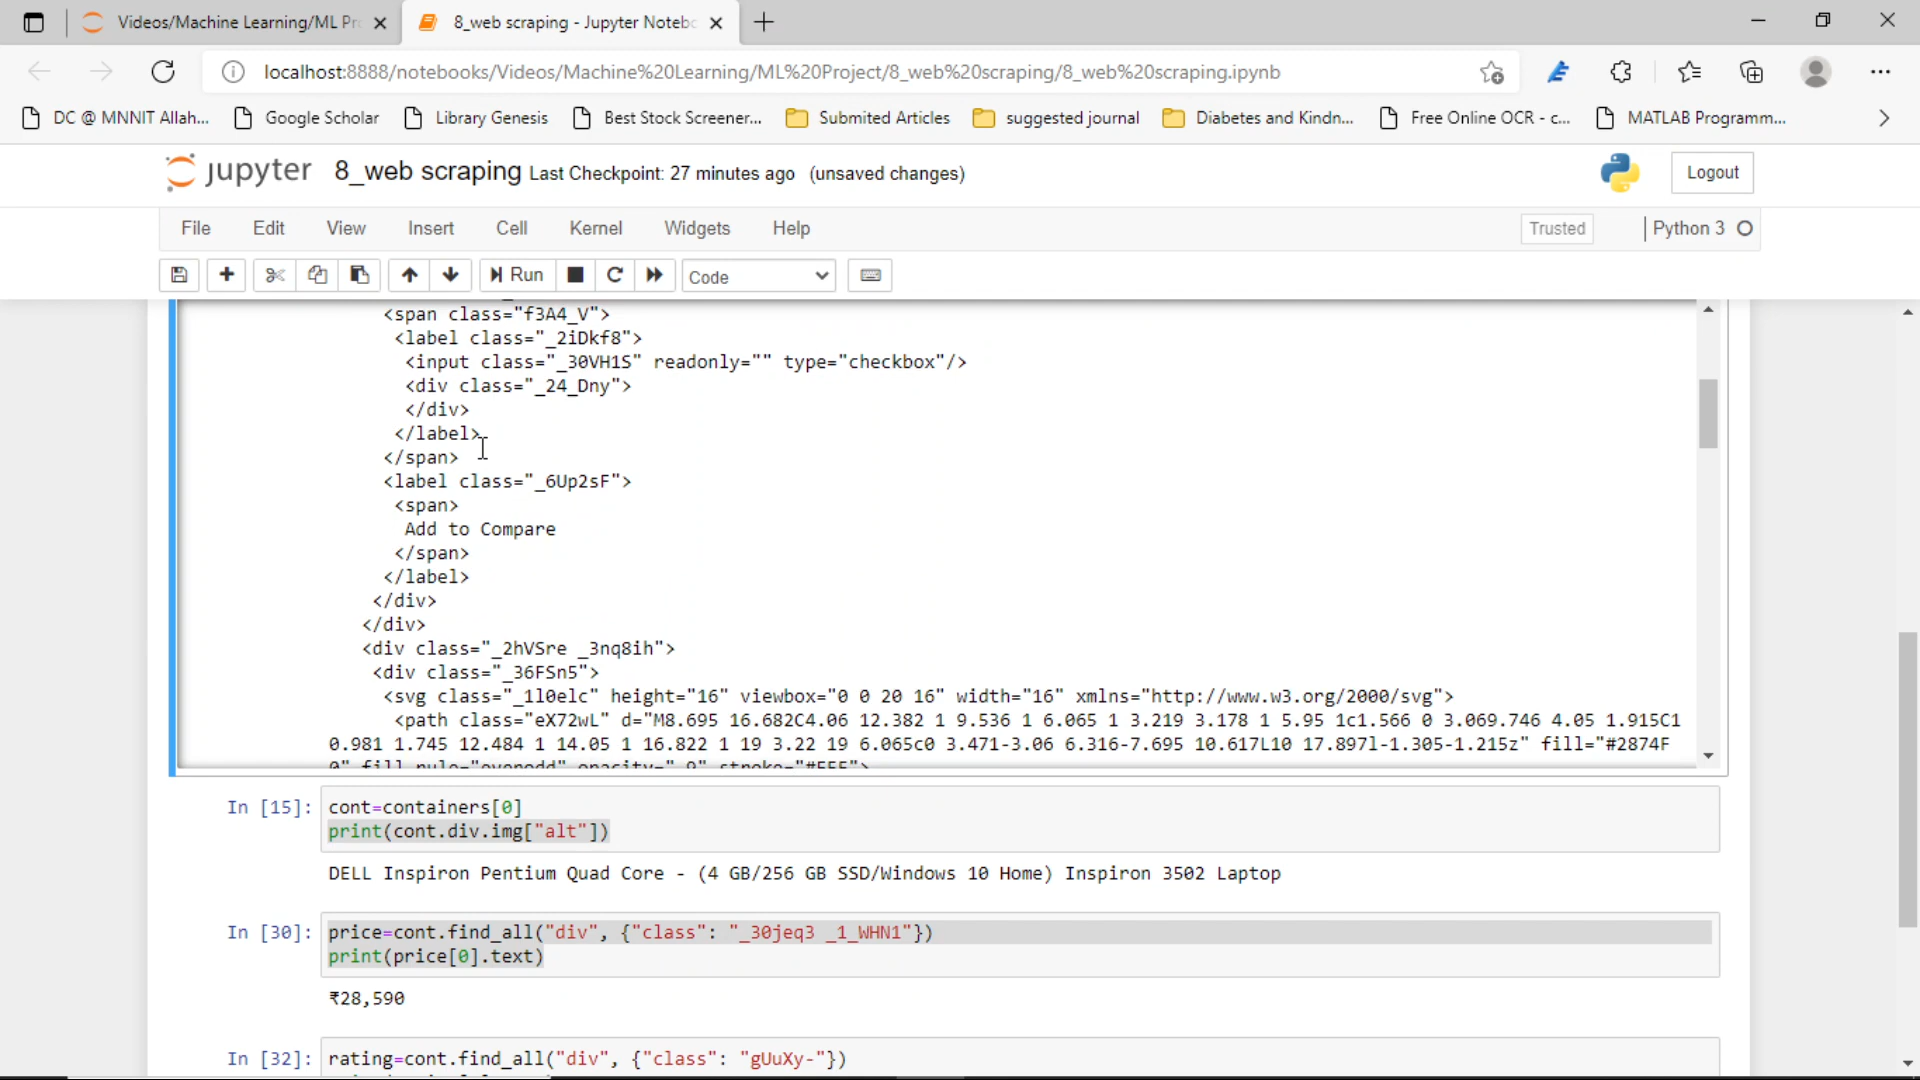 Videos/Machine Learning/ML Pr
8_web scraping - Jupyter Notebo
localhost:8888/notebooks/Videos/Machine%20Learning/ML%20Project/8_web%20scraping/8_web%20scraping.ipynb
DC @ MNNIT Allah...
Google Scholar
Library Genesis
Best Stock Screener...
Submited Articles
suggested journal
Diabetes and Kindn...
Free Online OCR - c...
MATLAB Programm...
jupyter 8_web scraping Last Checkpoint: 27 minutes ago (unsaved changes)
Logout
File Edit View Insert Cell Kernel Widgets Help
Trusted
Python 3
Run
Code
<span class="f3A4_V">
<label class="_2iDkf8">
<input class="_30VH1S" readonly="" type="checkbox"/>
<div class="_24_Dny">
</div>
</label>
</span>
<label class="_6Up2sF">
<span>
Add to Compare
</span>
</label>
</div>
</div>
<div class="_2hVSre _3nq8ih">
<div class="_36FSn5">
<svg class="_1l0elc" height="16" viewbox="0 0 20 16" width="16" xmlns="http://www.w3.org/2000/svg">
<path class="eX72wL" d="M8.695 16.682C4.06 12.382 1 9.536 1 6.065 1 3.219 3.178 1 5.95 1c1.566 0 3.069.746 4.05 1.915C1
0.981 1.745 12.484 1 14.05 1 16.822 1 19 3.22 19 6.065c0 3.471-3.06 6.316-7.695 10.617L10 17.897l-1.305-1.215z" fill="#2874F
0" fill-rule="evenodd" opacity=".9" stroke="#FFF">
In [15]: cont=containers[0]
print(cont.div.img["alt"])
DELL Inspiron Pentium Quad Core - (4 GB/256 GB SSD/Windows 10 Home) Inspiron 3502 Laptop
In [30]: price=cont.find_all("div", {"class": "_30jeq3 _1_WHN1"})
print(price[0].text)
₹28,590
In [32]: rating=cont.find_all("div", {"class": "gUuXy-"})